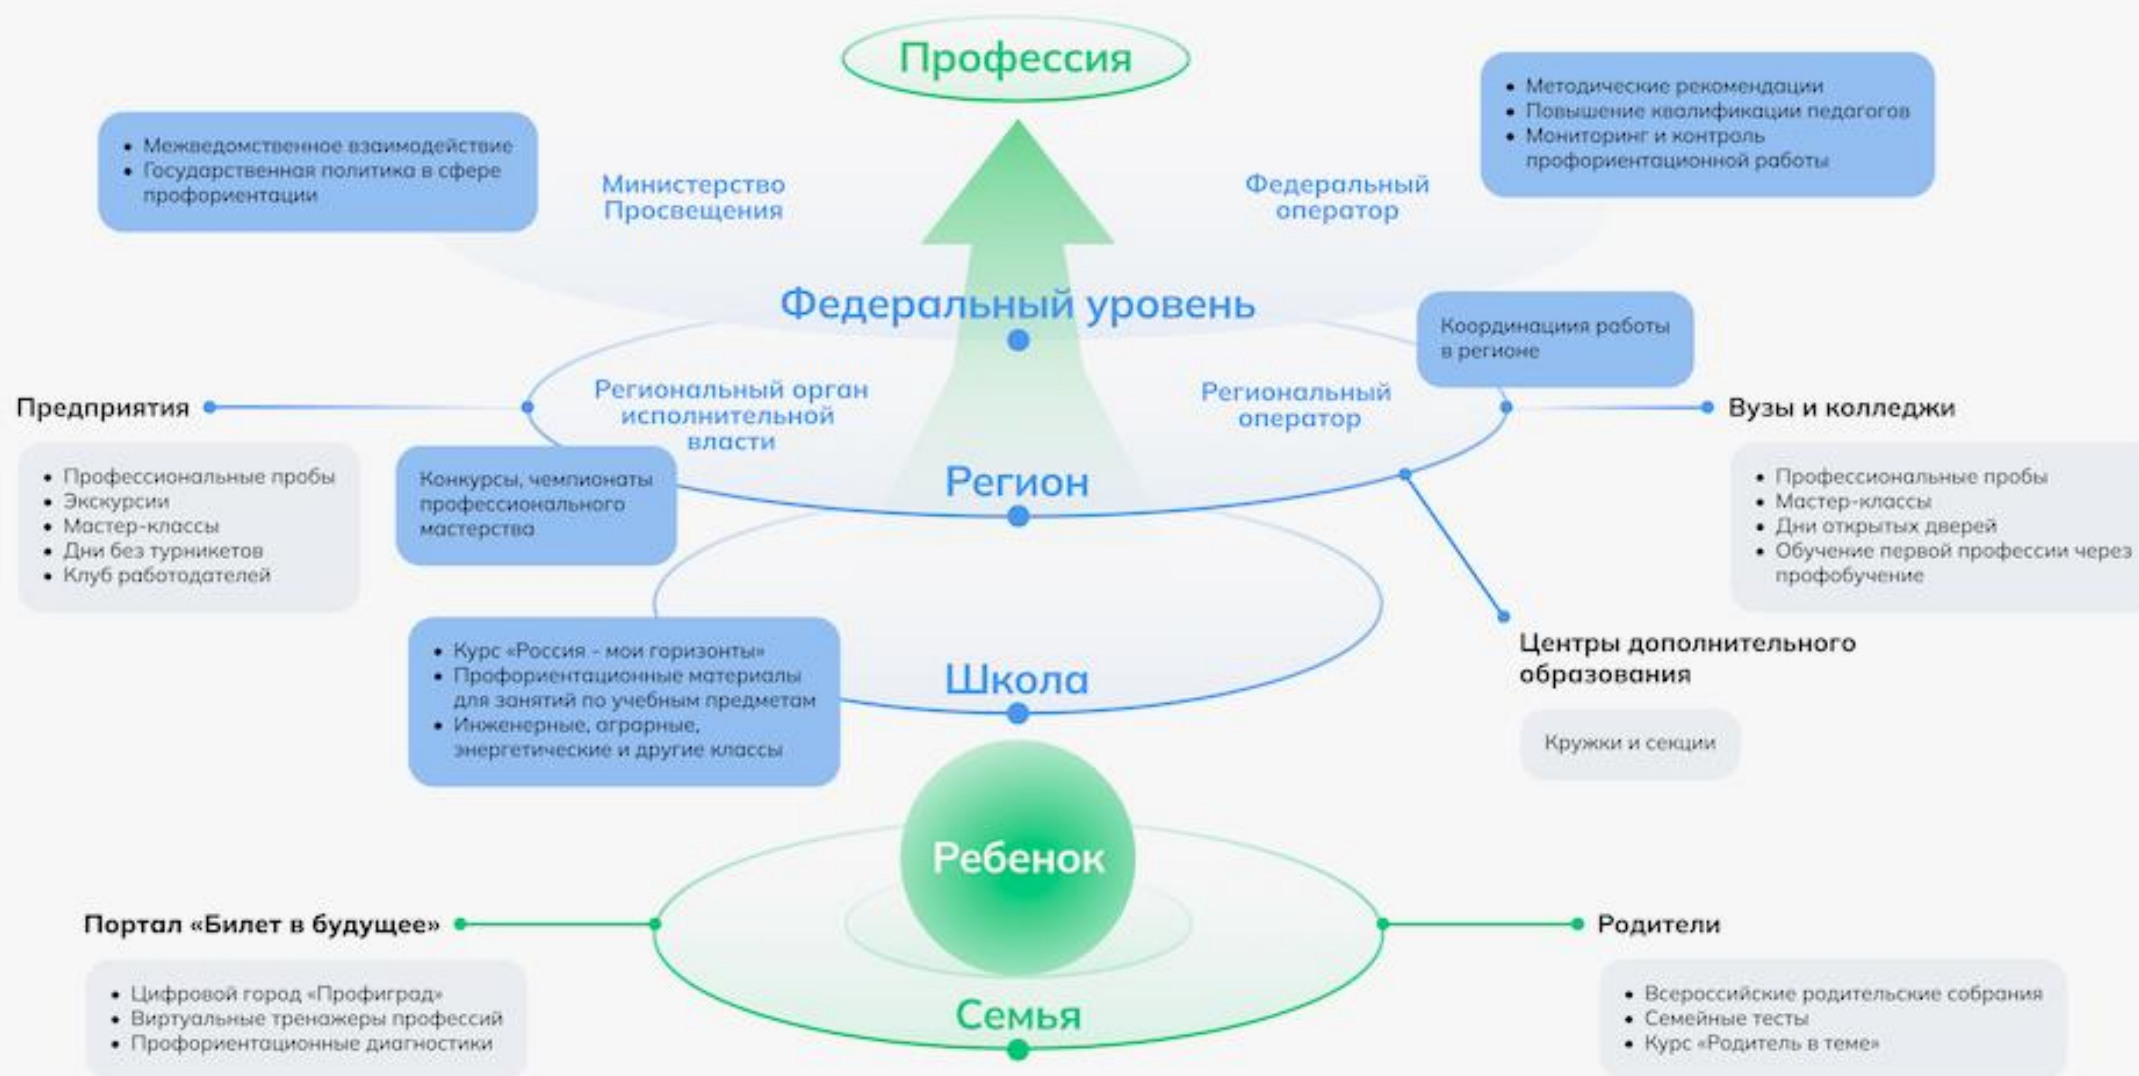 Профессия
• Методические рекомендации
• Повышение квалификации педагогов
• Мониторинг и контроль
профориентационной работы
• Межведомственное взаимодействие
• Государственная политика в сфере
профориентации
Министерство
Просвещения
Федеральный
оператор
Федеральный уровень
Координациия работы
в регионе
Предприятия
Региональный орган
исполнительной
власти
Региональный
оператор
Вузы и колледжи
• Профессиональные пробы
• Экскурсии
• Мастер-классы
• Дни без турникетов
• Клуб работодателей
Конкурсы, чемпионаты
профессионального
мастерства
Регион
• Профессиональные пробы
• Мастер-классы
• Дни открытых дверей
• Обучение первой профессии через
профобучение
• Курс «Россия - мои горизонты»
• Профориентационные материалы
для занятий по учебным предметам
• Инженерные, аграрные,
энергетические и другие классы
Школа
Центры дополнительного
образования
Кружки и секции
Ребенок
Портал «Билет в будущее»
• Цифровой город «Профиград»
• Виртуальные тренажеры профессий
• Профориентационные диагностики
Семья
Родители
• Всероссийские родительские собрания
• Семейные тесты
• Курс «Родитель в теме»